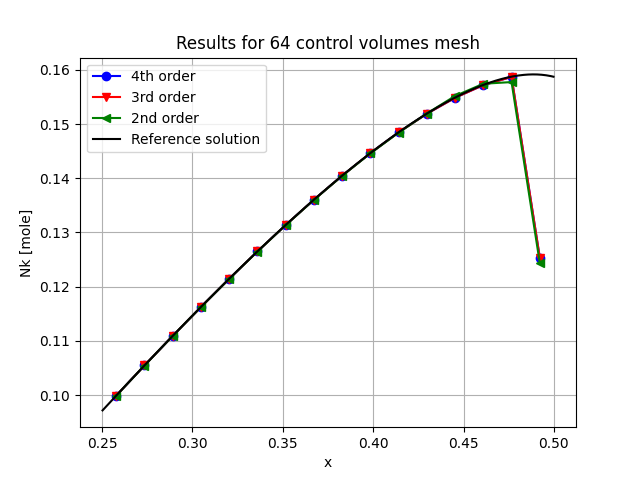 Results for 64 control volumes mesh
4th order
3rd order
2nd order
Reference solution
Nk [mole]
0.16
0.15
0.14
0.13
0.12
0.11
0.10
0.25 0.30 0.35 0.40 0.45 0.50
x